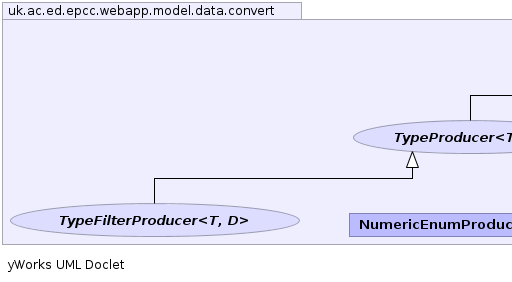 uk.ac.ed.epcc.webapp.model.data.convert
TypeProducer<T
TypeFilterProducer<T, D>
NumericEnumProduc
yWorks UML Doclet